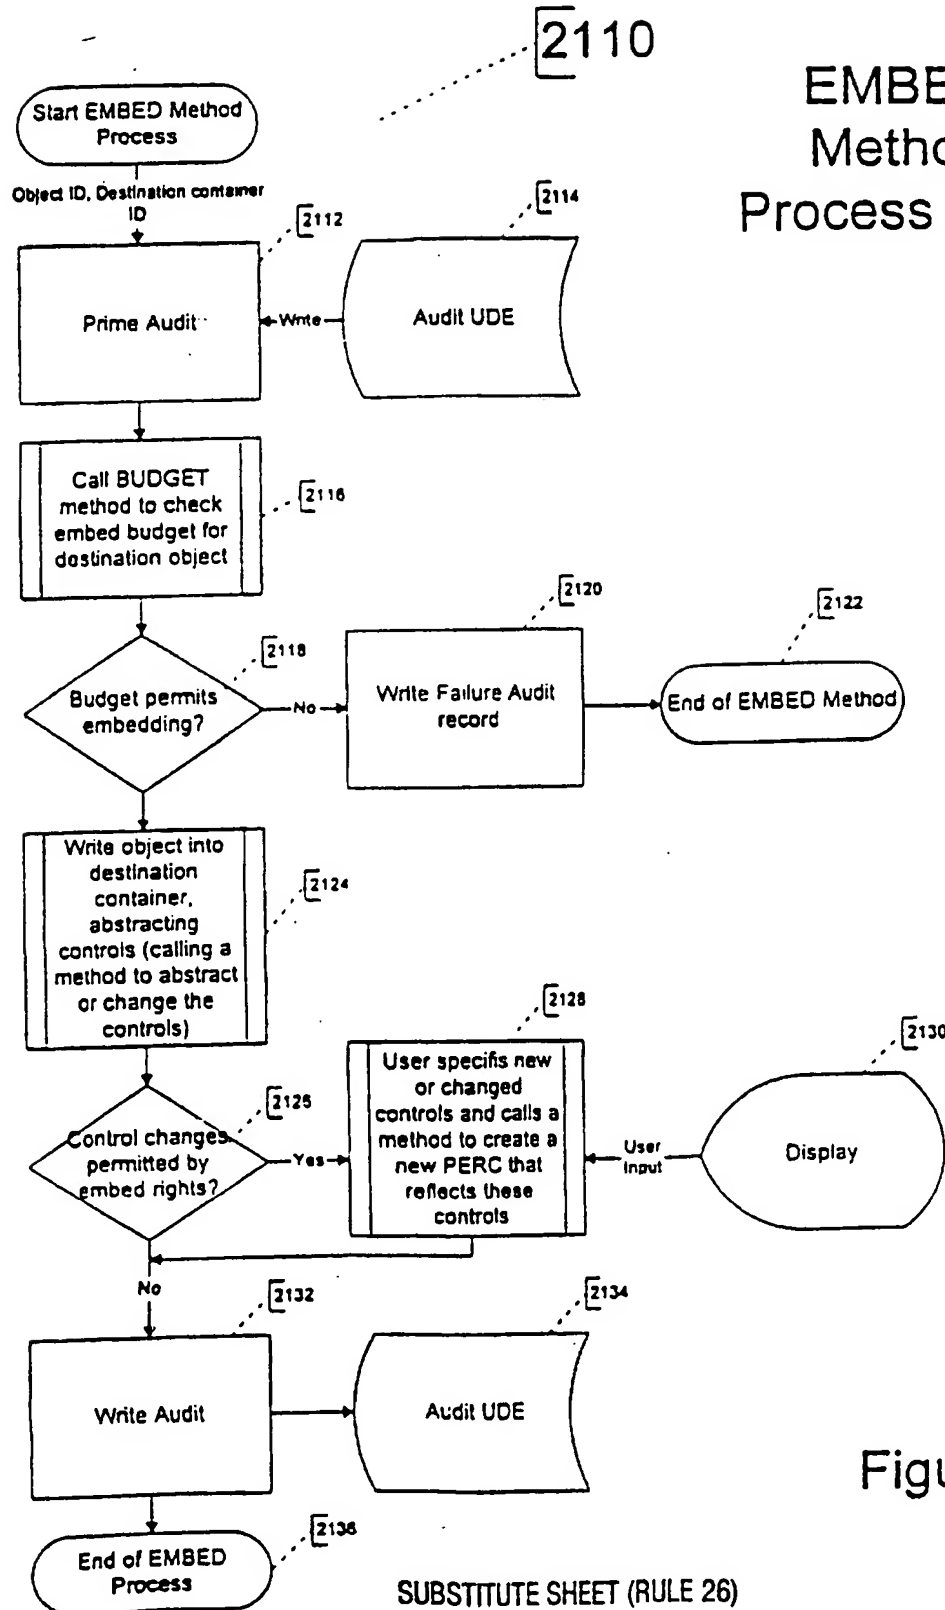 2110
EMBE
Metho
Process
Start EMBED Method
Process
Object ID, Destination container
ID
2112
2114
Prime Audit
Write
Audit UDE
Call BUDGET
method to check
embed budget for
destination object
2116
2120
2122
2118
Budget permits
embedding?
No
Write Failure Audit
record
End of EMBED Method
Write object into
destination
container,
abstracting
controls (calling a
method to abstract
or change the
controls)
2124
2128
2130
2126
Control changes
permitted by
embed rights?
Yes
User specifis new
or changed
controls and calls a
method to create a
new PERC that
reflects these
controls
User
Input
Display
No
2132
2134
Write Audit
Audit UDE
Figu
2136
End of EMBED
Process
SUBSTITUTE SHEET (RULE 26)